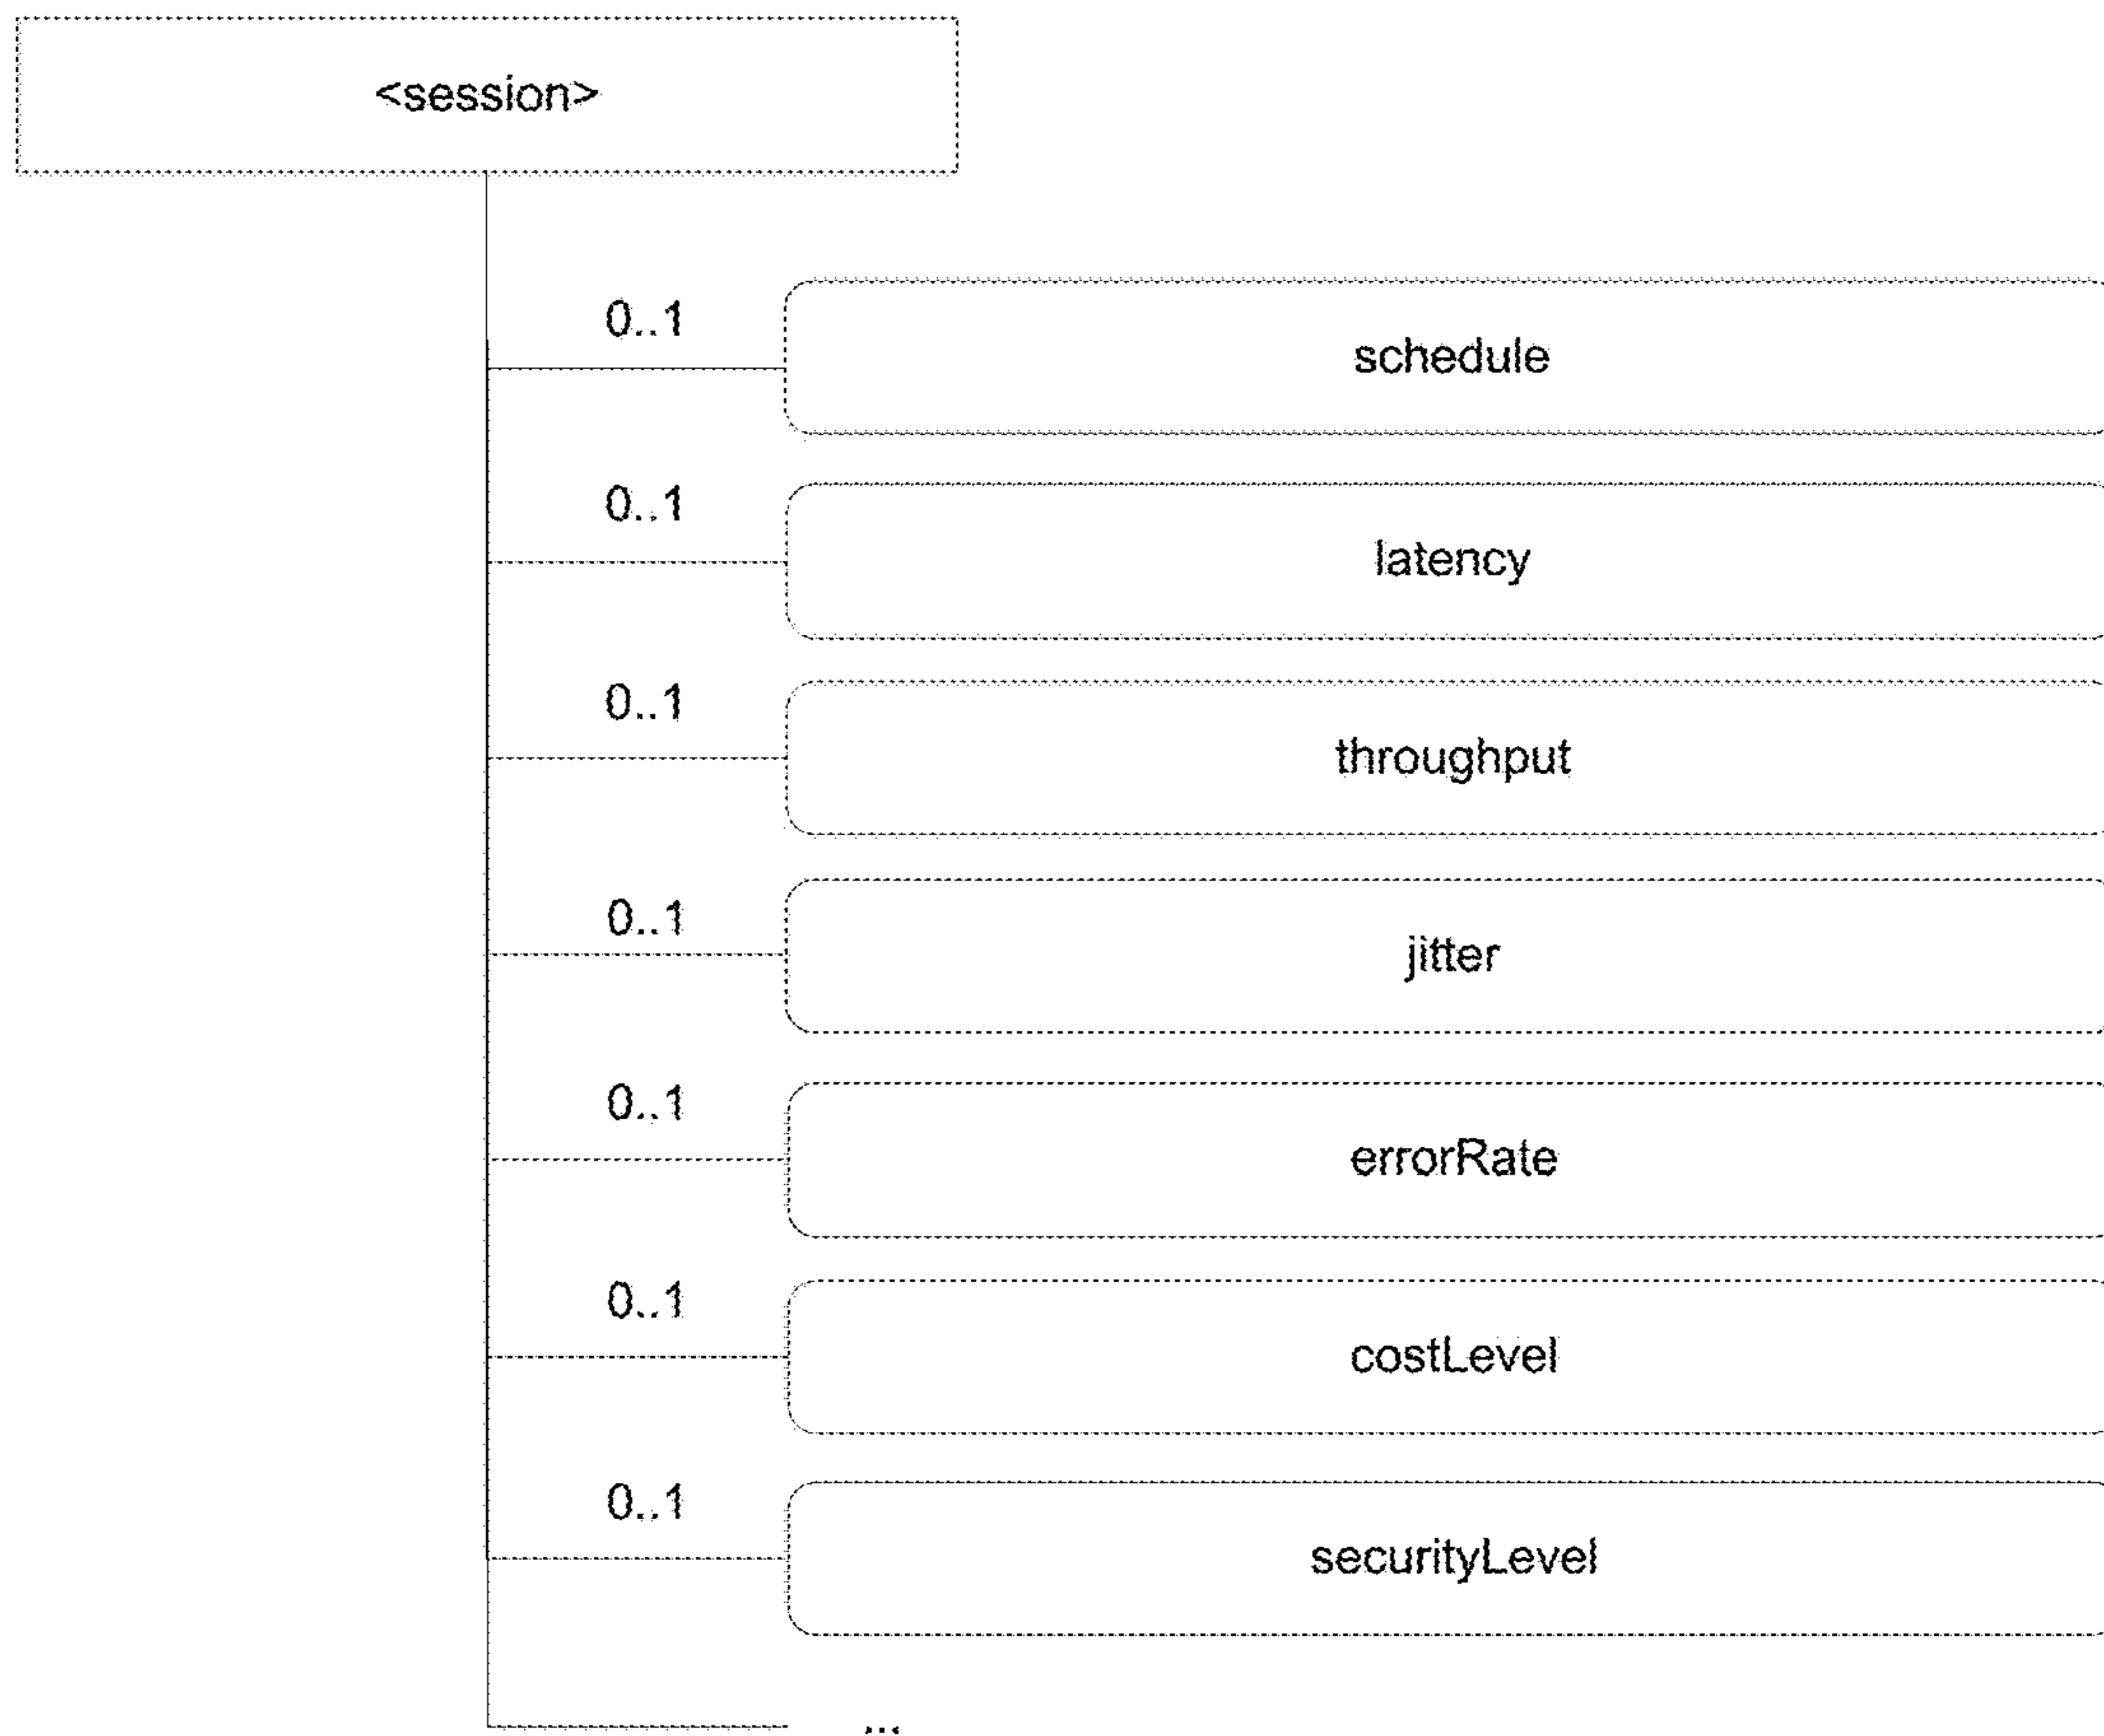 <session>
0..1
schedule
0..1
latency
0..1
throughput
0..1
jitter
0..1
errorRate
0..1
costLevel
0..1
securityLevel
...